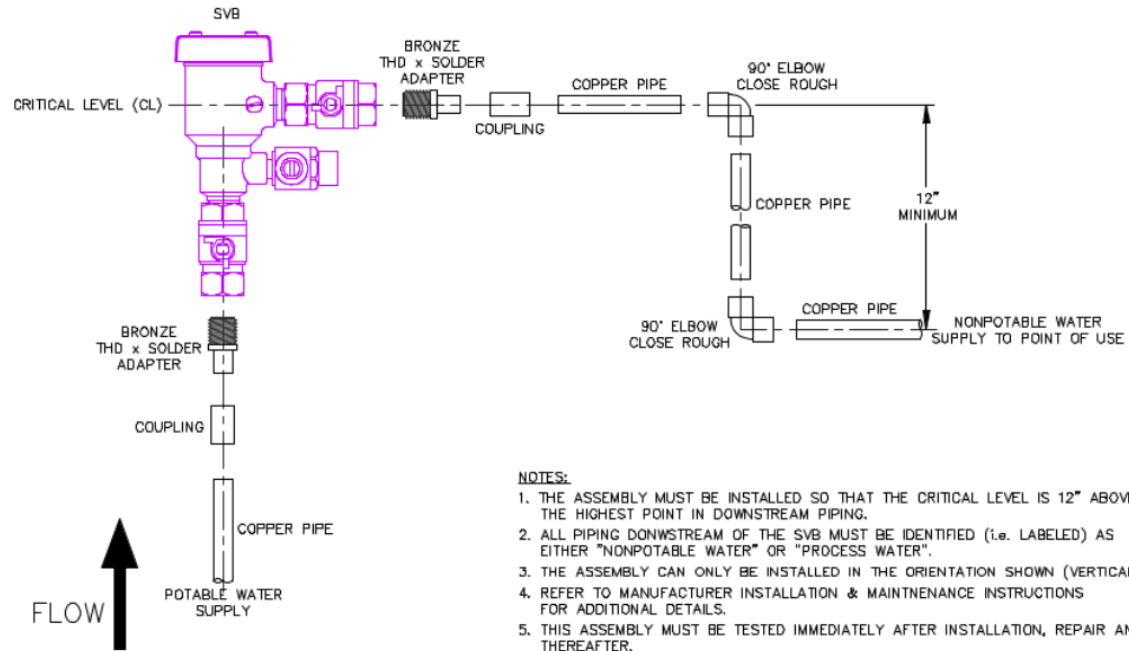 SVB
BRONZE
THD x SOLDER
ADAPTER
90° ELBOW
CLOSE ROUGH
COPPER PIPE
CRITICAL LEVEL (CL)
COUPLING
COPPER PIPE
12"
MINIMUM
COPPER PIPE
90° ELBOW
CLOSE ROUGH
NONPOTABLE WATER
SUPPLY TO POINT OF USE
BRONZE
THD x SOLDER
ADAPTER
COUPLING
COPPER PIPE
POTABLE WATER
SUPPLY
FLOW
NOTES:
1. THE ASSEMBLY MUST BE INSTALLED SO THAT THE CRITICAL LEVEL IS 12" ABOVE
THE HIGHEST POINT IN DOWNSTREAM PIPING.
2. ALL PIPING DONWSTREAM OF THE SVB MUST BE IDENTIFIED (i.e. LABELED) AS
EITHER "NONPOTABLE WATER" OR "PROCESS WATER".
3. THE ASSEMBLY CAN ONLY BE INSTALLED IN THE ORIENTATION SHOWN (VERTICAL
4. REFER TO MANUFACTURER INSTALLATION & MAINTNENANCE INSTRUCTIONS
FOR ADDITIONAL DETAILS.
5. THIS ASSEMBLY MUST BE TESTED IMMEDIATELY AFTER INSTALLATION, REPAIR AN
THEREAFTER.